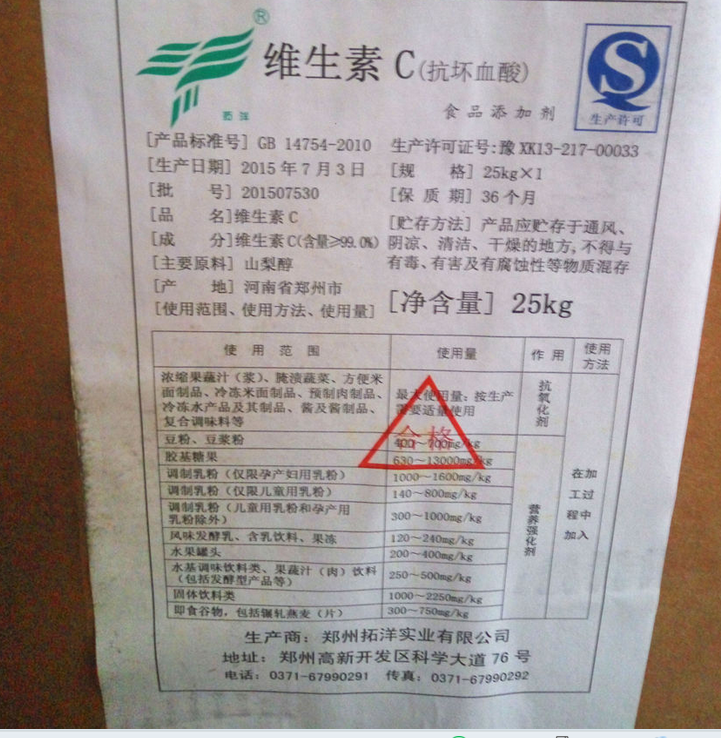 ®
维生素 C(抗坏血酸)
拓洋
食品添加剂
生产许可
[产品标准号] GB 14754-2010 生产许可证号:豫 XK13-217-00033
[生产日期] 2015 年 7 月 3 日 [规 格] 25kg×1
[批 号] 201507530 [保 质 期] 36 个月
[品 名]维生素 C
[贮存方法] 产品应贮存于通风、
[成 分]维生素C(含量≥99.0%) 阴凉、清洁、干燥的地方,不得与
[主要原料] 山梨醇 有毒、有害及有腐蚀性等物质混存
[产 地] 河南省郑州市
[使用范围、使用方法、使用量] [净含量] 25kg
使用范围 使用量 作用 使用方法
浓缩果蔬汁(浆)、腌渍蔬菜、方便米
面制品、冷冻米面制品、预制肉制品、
冷冻水产品及其制品、酱及酱制品、
复合调味料等
最大使用量:按生产
需要适量使用
抗氧化剂
合格
豆粉、豆浆粉 400~700mg/kg
胶基糖果 630~13000mg/kg
调制乳粉(仅限孕产妇用乳粉) 1000~1600mg/kg
调制乳粉(仅限儿童用乳粉) 140~800mg/kg
调制乳粉(儿童用乳粉和孕产用
乳粉除外) 300~1000mg/kg
风味发酵乳、含乳饮料、果冻 120~240mg/kg
水果罐头 200~400mg/kg
水基调味饮料类、果蔬汁(肉)饮料
(包括发酵型产品等) 250~500mg/kg
固体饮料类 1000~2250mg/kg
即食谷物,包括辗轧燕麦(片) 300~750mg/kg
营养强化剂
在加
工过
程中
加入
生产商:郑州拓洋实业有限公司
地址:郑州高新开发区科学大道 76 号
电话:0371-67990291 传真:0371-67990292